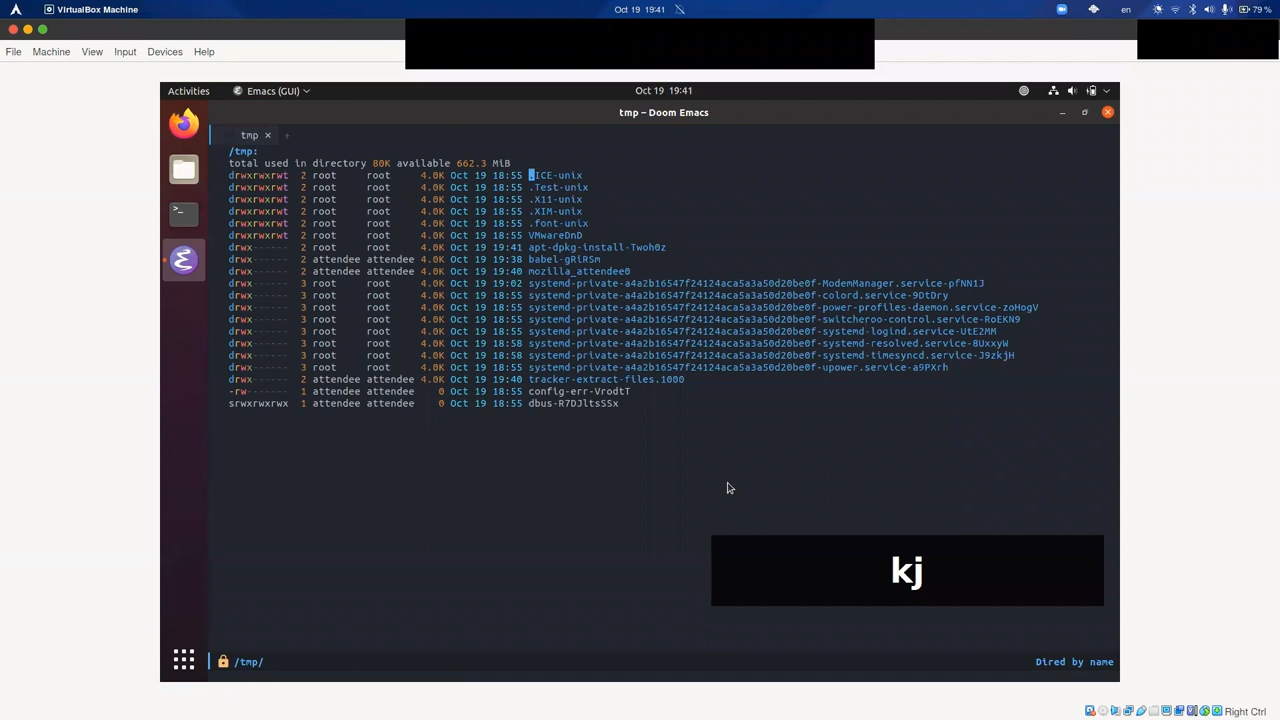 VirtualBox Machine
Oct 19 19:41
en
79 %
File Machine View Input Devices Help
Activities
Emacs (GUI)
Oct 19 19:41
tmp – Doom Emacs
tmp × +
/tmp:
total used in directory 80K available 662.3 MiB
drwxrwxrwt 2 root root 4.0K Oct 19 18:55 .ICE-unix
drwxrwxrwt 2 root root 4.0K Oct 19 18:55 .Test-unix
drwxrwxrwt 2 root root 4.0K Oct 19 18:55 .X11-unix
drwxrwxrwt 2 root root 4.0K Oct 19 18:55 .XIM-unix
drwxrwxrwt 2 root root 4.0K Oct 19 18:55 .font-unix
drwxrwxrwt 2 root root 4.0K Oct 19 18:55 VMwareDnD
drwx------ 2 root root 4.0K Oct 19 19:41 apt-dpkg-install-Twoh0z
drwx------ 2 attendee attendee 4.0K Oct 19 19:38 babel-gRiRSm
drwx------ 2 attendee attendee 4.0K Oct 19 19:40 mozilla_attendee0
drwx------ 3 root root 4.0K Oct 19 19:02 systemd-private-a4a2b16547f24124aca5a3a50d20be0f-ModemManager.service-pfNN1J
drwx------ 3 root root 4.0K Oct 19 18:55 systemd-private-a4a2b16547f24124aca5a3a50d20be0f-colord.service-9DtDry
drwx------ 3 root root 4.0K Oct 19 18:55 systemd-private-a4a2b16547f24124aca5a3a50d20be0f-power-profiles-daemon.service-zoHogV
drwx------ 3 root root 4.0K Oct 19 18:55 systemd-private-a4a2b16547f24124aca5a3a50d20be0f-switcheroo-control.service-RoEKN9
drwx------ 3 root root 4.0K Oct 19 18:58 systemd-private-a4a2b16547f24124aca5a3a50d20be0f-systemd-logind.service-UtE2MM
drwx------ 3 root root 4.0K Oct 19 18:58 systemd-private-a4a2b16547f24124aca5a3a50d20be0f-systemd-resolved.service-8UxxyW
drwx------ 3 root root 4.0K Oct 19 18:58 systemd-private-a4a2b16547f24124aca5a3a50d20be0f-systemd-timesyncd.service-J9zkjH
drwx------ 3 root root 4.0K Oct 19 18:55 systemd-private-a4a2b16547f24124aca5a3a50d20be0f-upower.service-a9PXrh
drwx------ 2 attendee attendee 4.0K Oct 19 19:40 tracker-extract-files.1000
-rw------- 1 attendee attendee 0 Oct 19 18:55 config-err-VrodtT
srwxrwxrwx 1 attendee attendee 0 Oct 19 18:55 dbus-R7DJltsSSx
kj
/tmp/
Dired by name
Right Ctrl